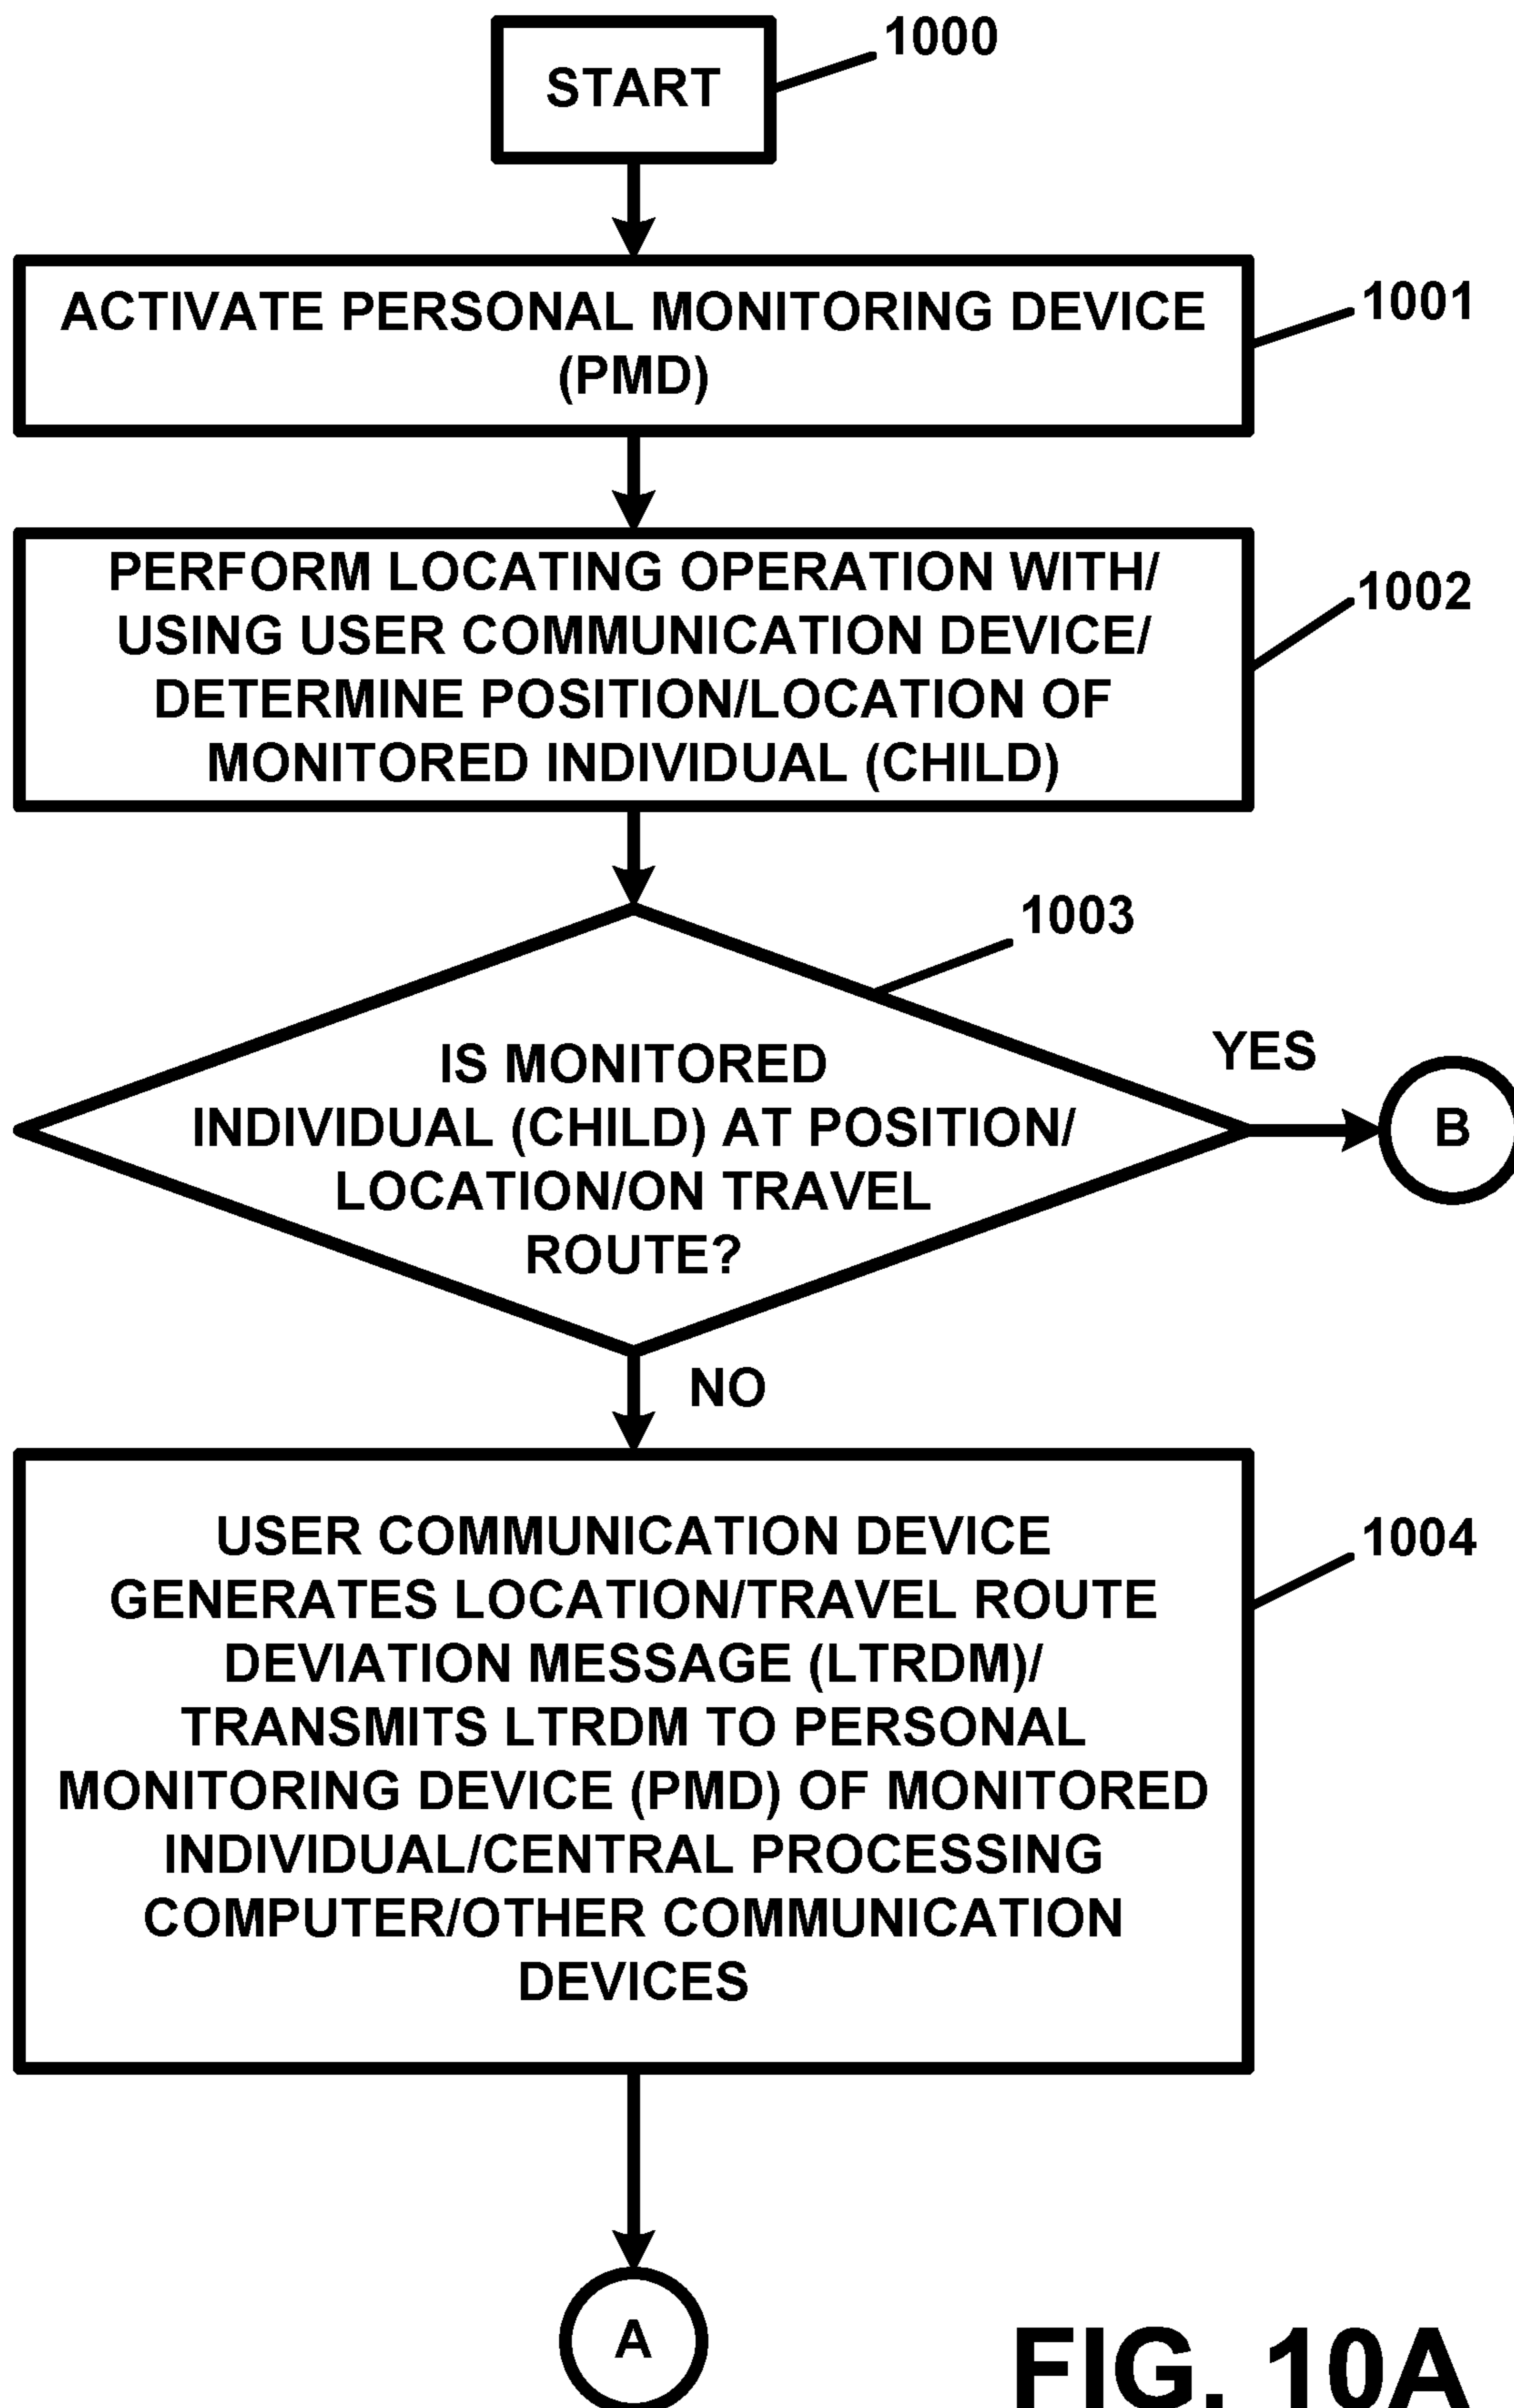 1000
START
1001
ACTIVATE PERSONAL MONITORING DEVICE
(PMD)
1002
PERFORM LOCATING OPERATION WITH/
USING USER COMMUNICATION DEVICE/
DETERMINE POSITION/LOCATION OF
MONITORED INDIVIDUAL (CHILD)
1003
IS MONITORED
INDIVIDUAL (CHILD) AT POSITION/
LOCATION/ON TRAVEL
ROUTE?
YES
B
NO
1004
USER COMMUNICATION DEVICE
GENERATES LOCATION/TRAVEL ROUTE
DEVIATION MESSAGE (LTRDM)/
TRANSMITS LTRDM TO PERSONAL
MONITORING DEVICE (PMD) OF MONITORED
INDIVIDUAL/CENTRAL PROCESSING
COMPUTER/OTHER COMMUNICATION
DEVICES
A
FIG. 10A